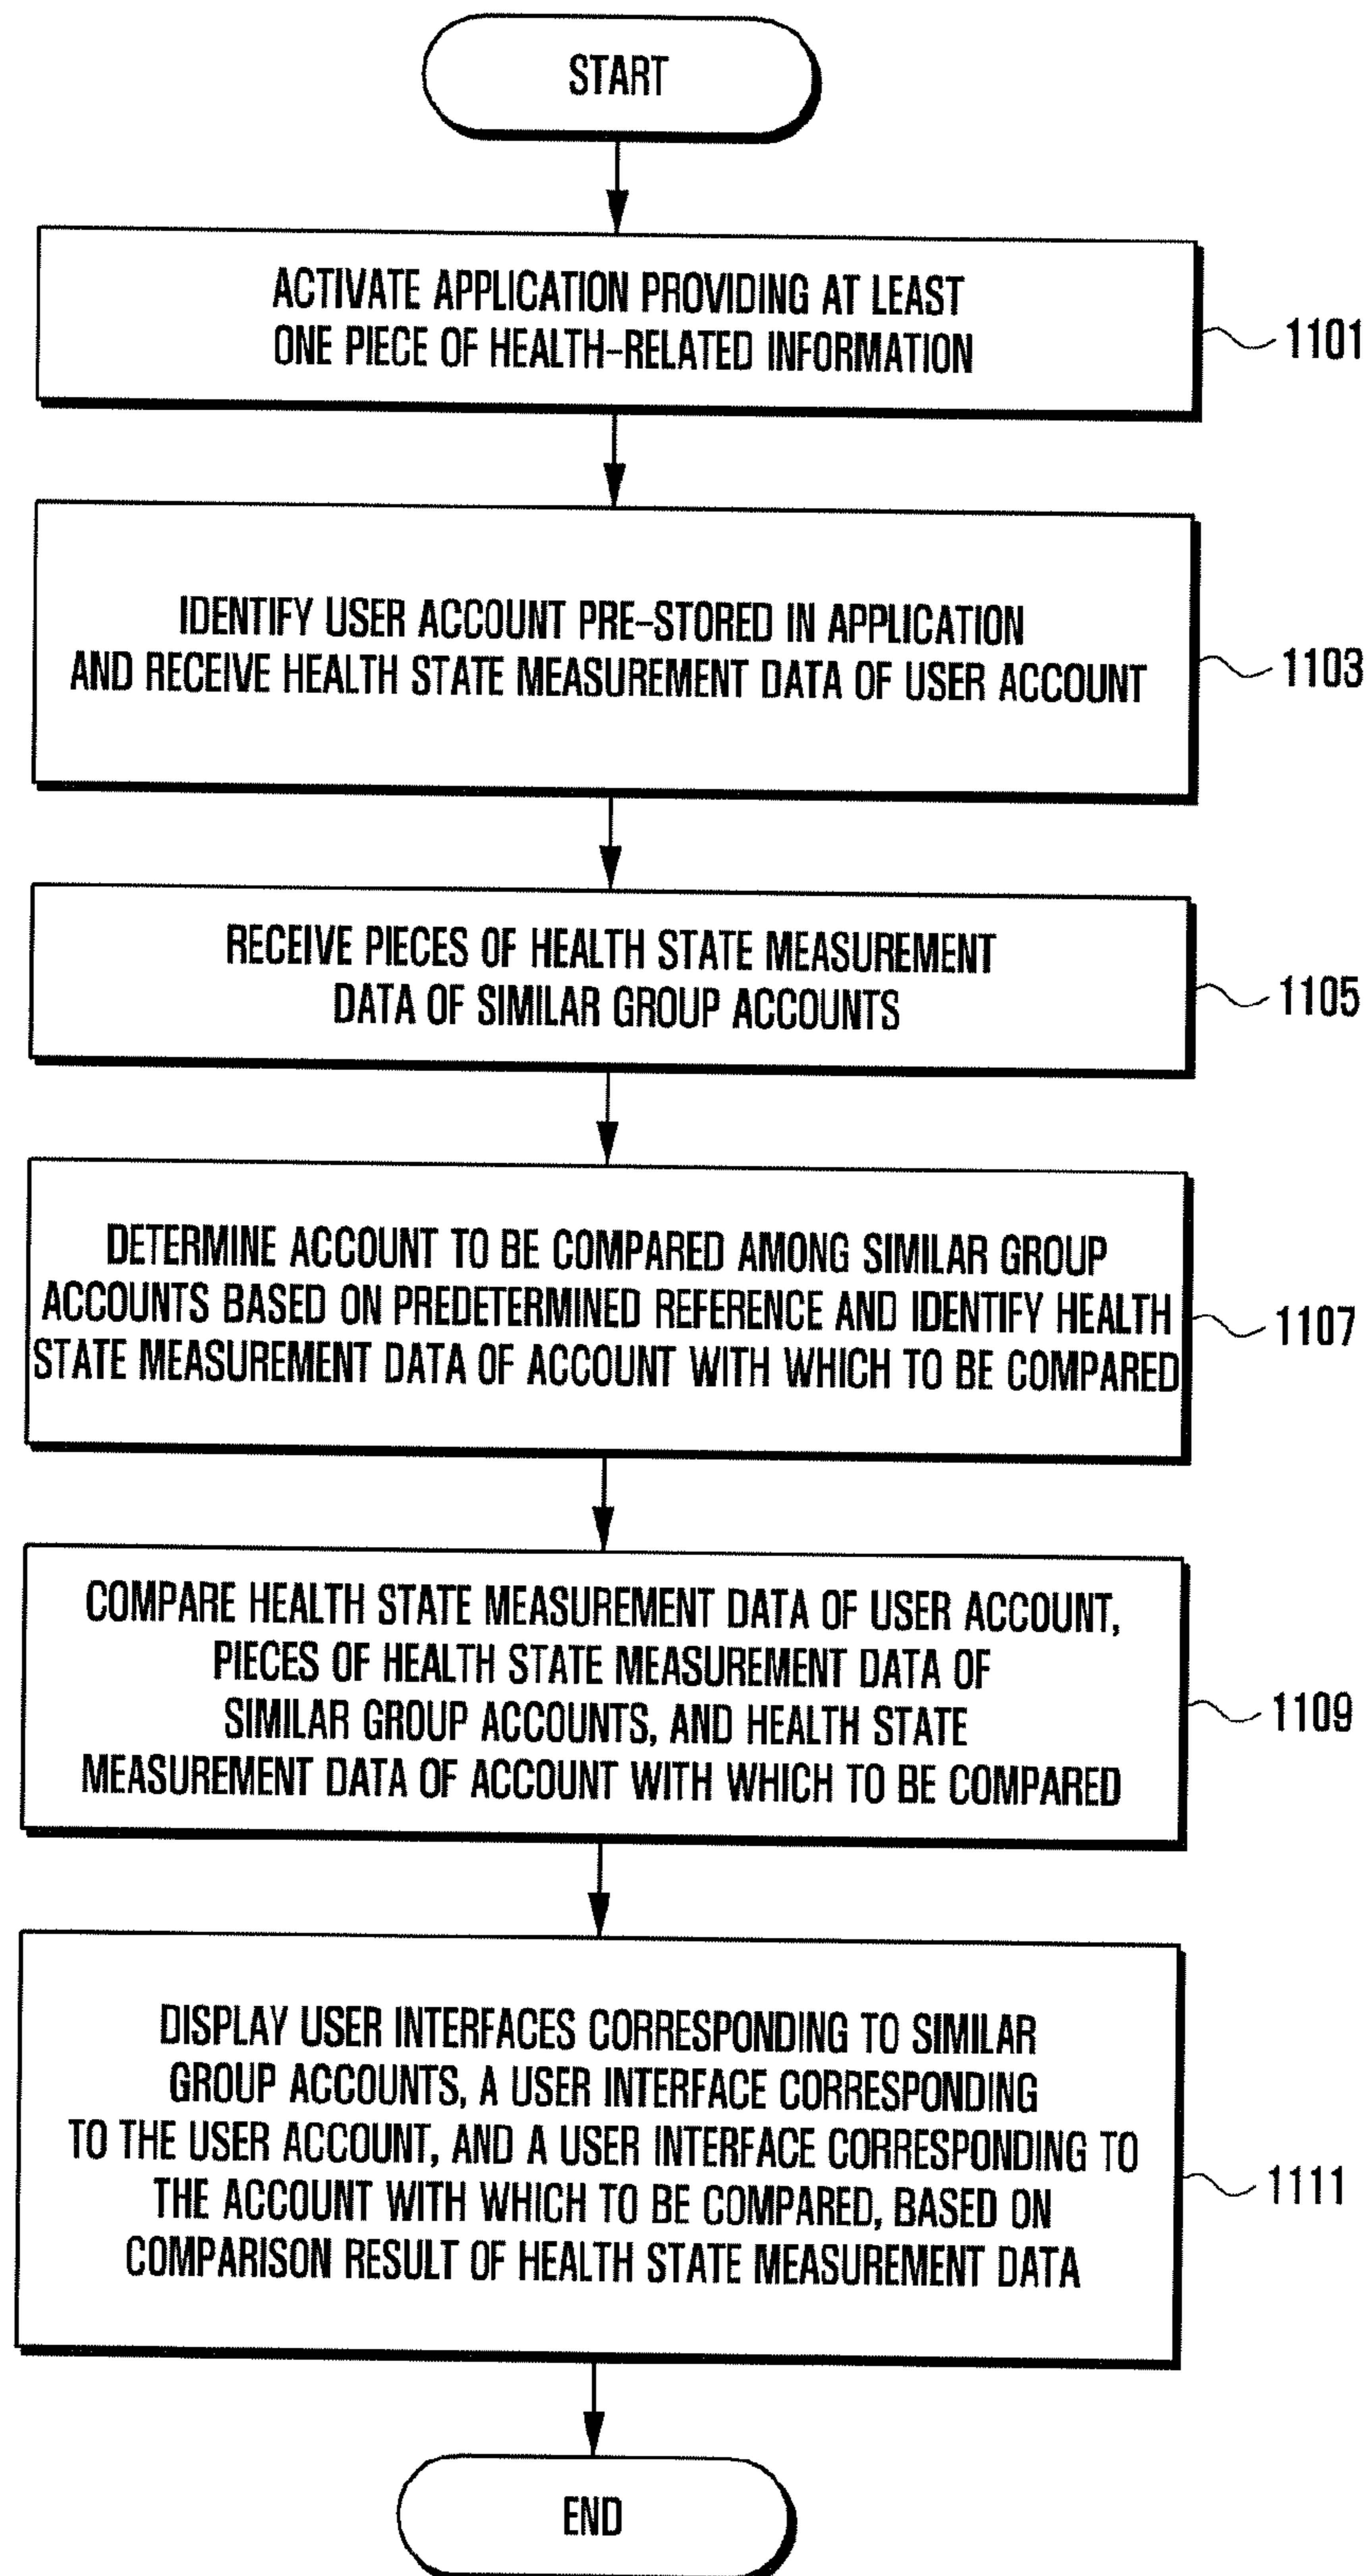 START
ACTIVATE APPLICATION PROVIDING AT LEAST
ONE PIECE OF HEALTH-RELATED INFORMATION
1101
IDENTIFY USER ACCOUNT PRE-STORED IN APPLICATION
AND RECEIVE HEALTH STATE MEASUREMENT DATA OF USER ACCOUNT
1103
RECEIVE PIECES OF HEALTH STATE MEASUREMENT
DATA OF SIMILAR GROUP ACCOUNTS
1105
DETERMINE ACCOUNT TO BE COMPARED AMONG SIMILAR GROUP
ACCOUNTS BASED ON PREDETERMINED REFERENCE AND IDENTIFY HEALTH
STATE MEASUREMENT DATA OF ACCOUNT WITH WHICH TO BE COMPARED
1107
COMPARE HEALTH STATE MEASUREMENT DATA OF USER ACCOUNT,
PIECES OF HEALTH STATE MEASUREMENT DATA OF
SIMILAR GROUP ACCOUNTS, AND HEALTH STATE
MEASUREMENT DATA OF ACCOUNT WITH WHICH TO BE COMPARED
1109
DISPLAY USER INTERFACES CORRESPONDING TO SIMILAR
GROUP ACCOUNTS, A USER INTERFACE CORRESPONDING
TO THE USER ACCOUNT, AND A USER INTERFACE CORRESPONDING TO
THE ACCOUNT WITH WHICH TO BE COMPARED, BASED ON
COMPARISON RESULT OF HEALTH STATE MEASUREMENT DATA
1111
END